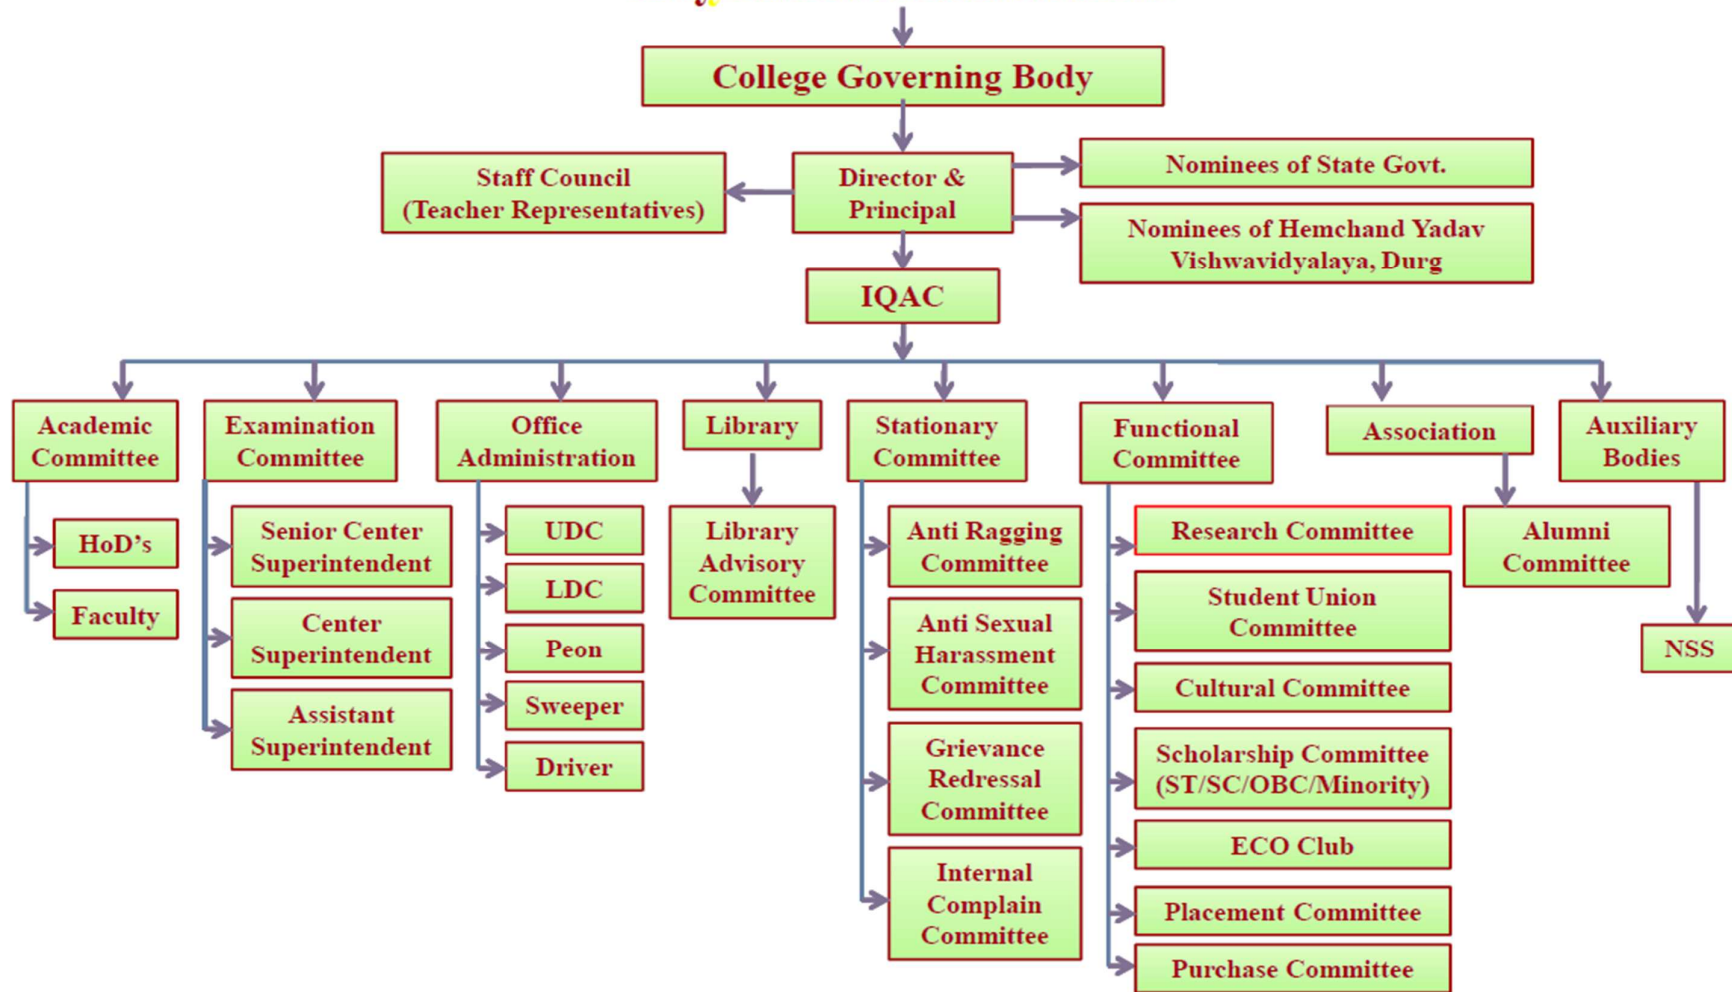 College Governing Body
Staff Council
(Teacher Representatives)
Director &
Principal
Nominees of State Govt.
Nominees of Hemchand Yadav
Vishwavidyalaya, Durg
IQAC
Academic
Committee
HoD's
Faculty
Examination
Committee
Senior Center
Superintendent
Center
Superintendent
Assistant
Superintendent
Office
Administration
UDC
LDC
Peon
Sweeper
Driver
Library
Library
Advisory
Committee
Stationary
Committee
Anti Ragging
Committee
Anti Sexual
Harassment
Committee
Grievance
Redressal
Committee
Internal
Complain
Committee
Functional
Committee
Research Committee
Student Union
Committee
Cultural Committee
Scholarship Committee
(ST/SC/OBC/Minority)
ECO Club
Placement Committee
Purchase Committee
Association
Alumni
Committee
Auxiliary
Bodies
NSS